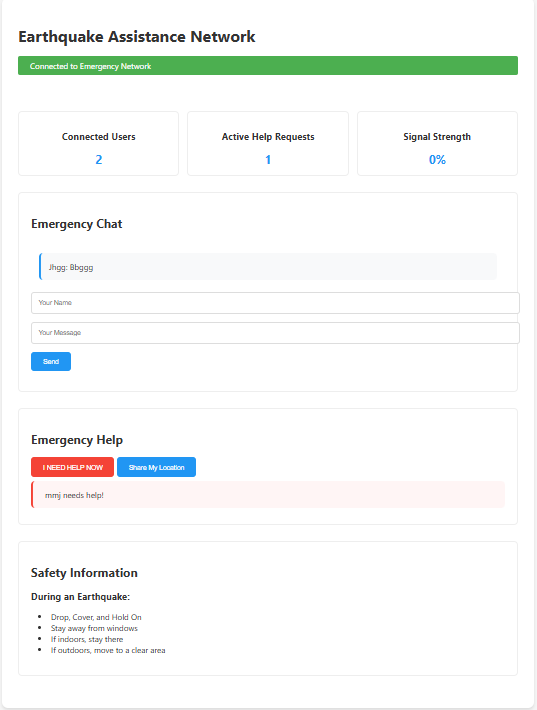 Earthquake Assistance Network
Connected to Emergency Network
Connected Users
2
Active Help Requests
1
Signal Strength
0%
Emergency Chat
Jhgg: Bbggg
Your Name
Your Message
Send
Emergency Help
I NEED HELP NOW
Share My Location
mmj needs help!
Safety Information
During an Earthquake:
Drop, Cover, and Hold On
Stay away from windows
If indoors, stay there
If outdoors, move to a clear area